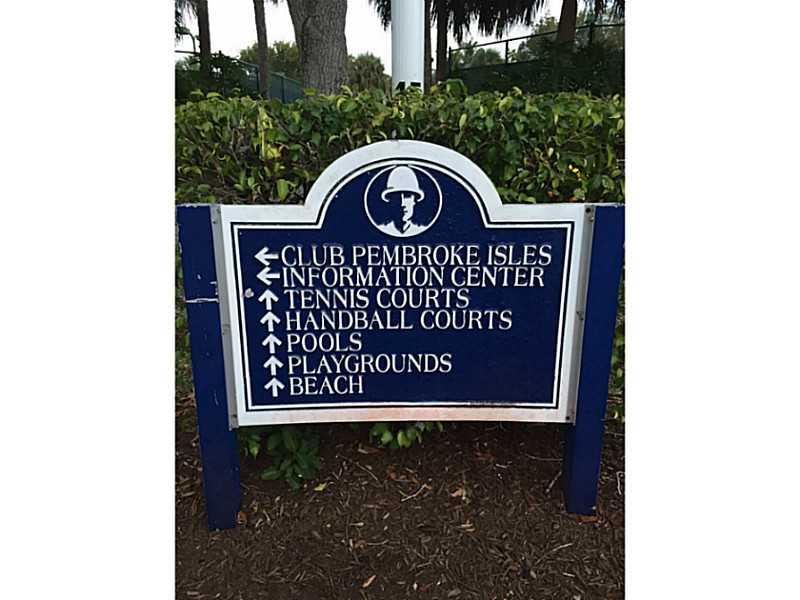 ←CLUB PEMBROKE ISLES
←INFORMATION CENTER
↑TENNIS COURTS
↑HANDBALL COURTS
↑POOLS
↑PLAYGROUNDS
↑BEACH